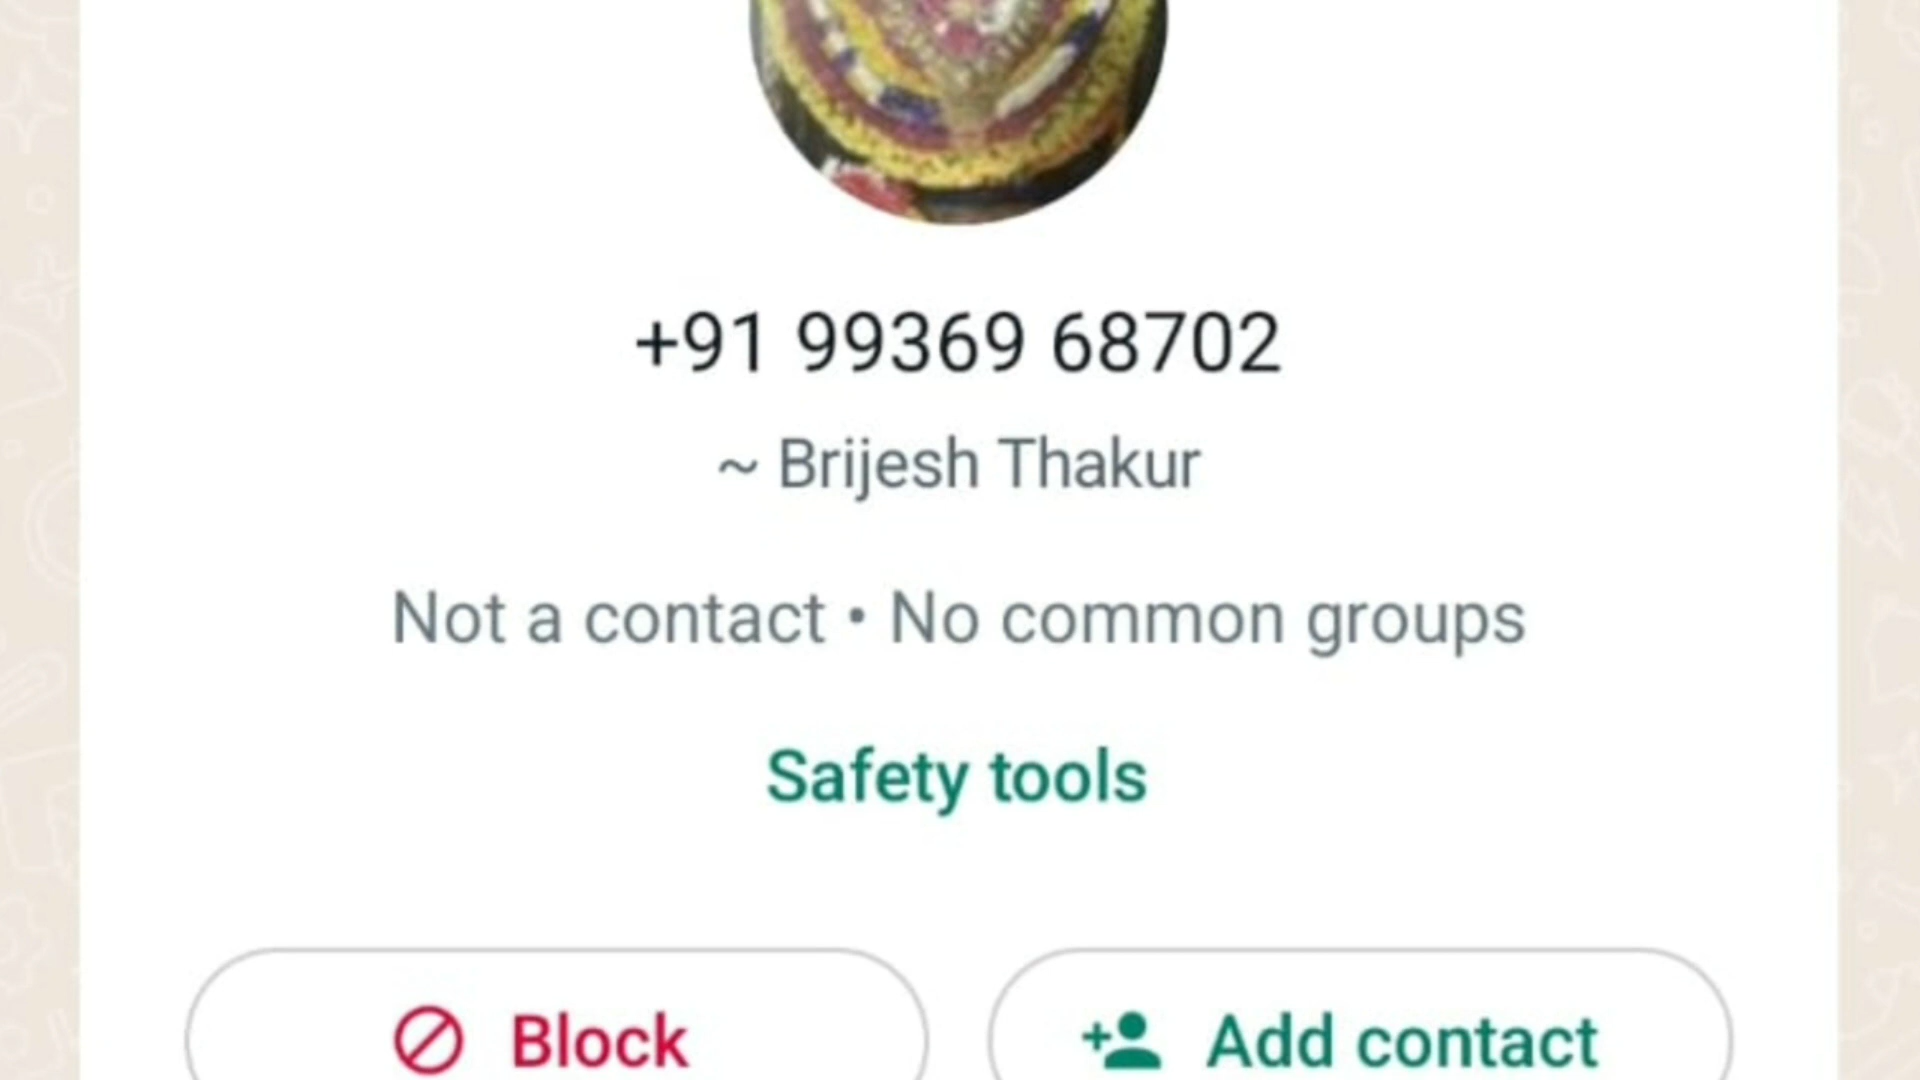 +91 99369 68702
~ Brijesh Thakur
Not a contact • No common groups
Safety tools
Block
Add contact